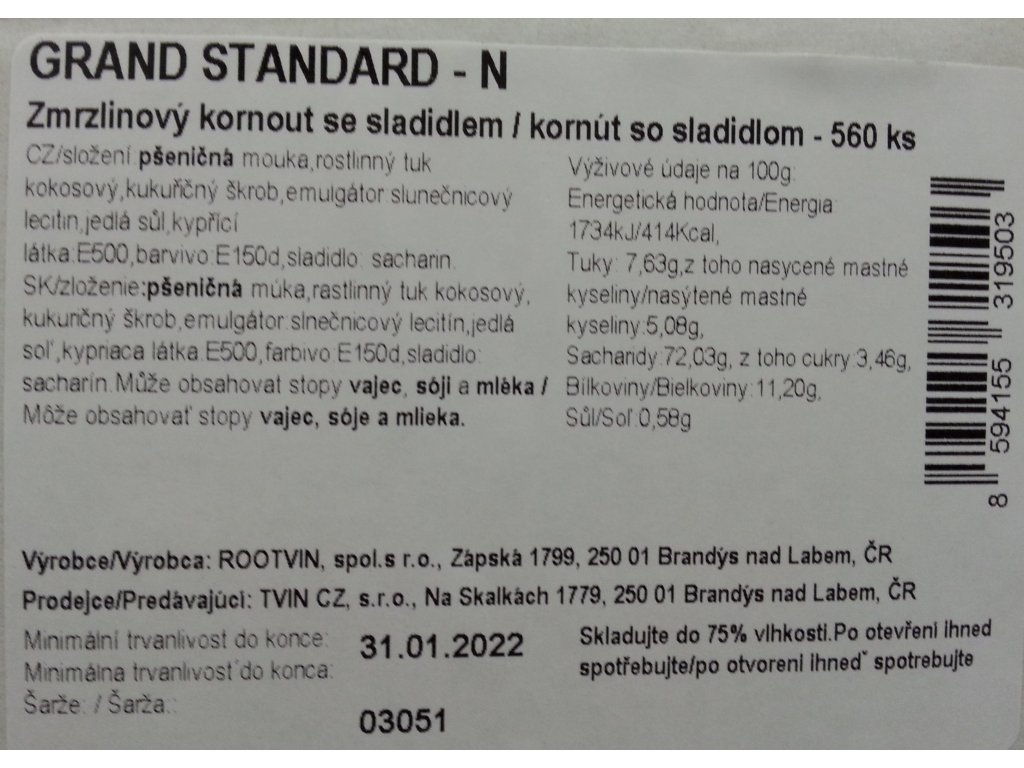 GRAND STANDARD - N
Zmrzlinový kornout se sladidlem / kornút so sladidlom - 560 ks
CZ/složení:pšeničná mouka,rostlinný tuk
kokosový,kukuřičný škrob,emulgátor:slunečnicový
lecitin,jedlá sůl,kypřící
látka:E500,barvivo:E150d,sladidlo: sacharin.
SK/zloženie:pšeničná múka,rastlinný tuk kokosový,
kukuričný škrob,emulgátor:slnečnicový lecitín,jedlá
soľ,kypriaca látka:E500,farbivo:E150d,sladidlo:
sacharín.Může obsahovat stopy vajec, sóji a mléka /
Môže obsahovať stopy vajec, sóje a mlieka.
Výživové údaje na 100g:
Energetická hodnota/Energia
1734kJ/414Kcal,
Tuky: 7,63g,z toho nasycené mastné
kyseliny/nasýtené mastné
kyseliny:5,08g,
Sacharidy:72,03g, z toho cukry:3,46g,
Bílkoviny/Bielkoviny:11,20g,
Sůl/Soľ:0,58g
8 594155 319503
Výrobce/Výrobca: ROOTVIN, spol.s r.o., Zápská 1799, 250 01 Brandýs nad Labem, ČR
Prodejce/Predávajúci: TVIN CZ, s.r.o., Na Skalkách 1779, 250 01 Brandýs nad Labem, ČR
Minimální trvanlivost do konce:
Minimálna trvanlivosť do konca:
31.01.2022
Skladujte do 75% vlhkosti.Po otevření ihned
spotřebujte/po otvorení ihneď spotrebujte
Šarže: / Šarža:
03051